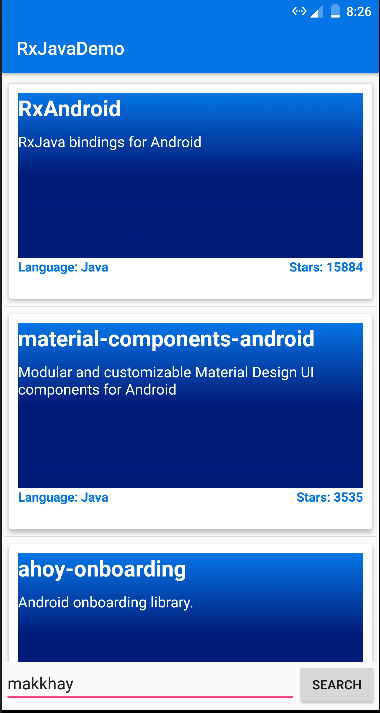 8:26
RxJavaDemo
RxAndroid
RxJava bindings for Android
Language: Java Stars: 15884
material-components-android
Modular and customizable Material Design UI
components for Android
Language: Java Stars: 3535
ahoy-onboarding
Android onboarding library.
makkhay SEARCH